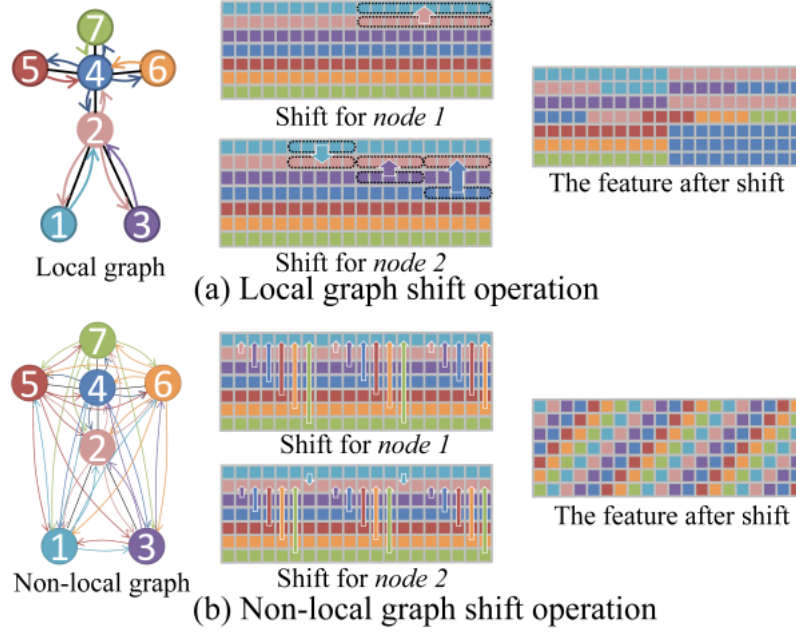 7
5
4
6
2
1
3
Local graph
Shift for node 1
Shift for node 2
The feature after shift
(a) Local graph shift operation
7
5
4
6
2
1
3
Non-local graph
Shift for node 1
Shift for node 2
The feature after shift
(b) Non-local graph shift operation